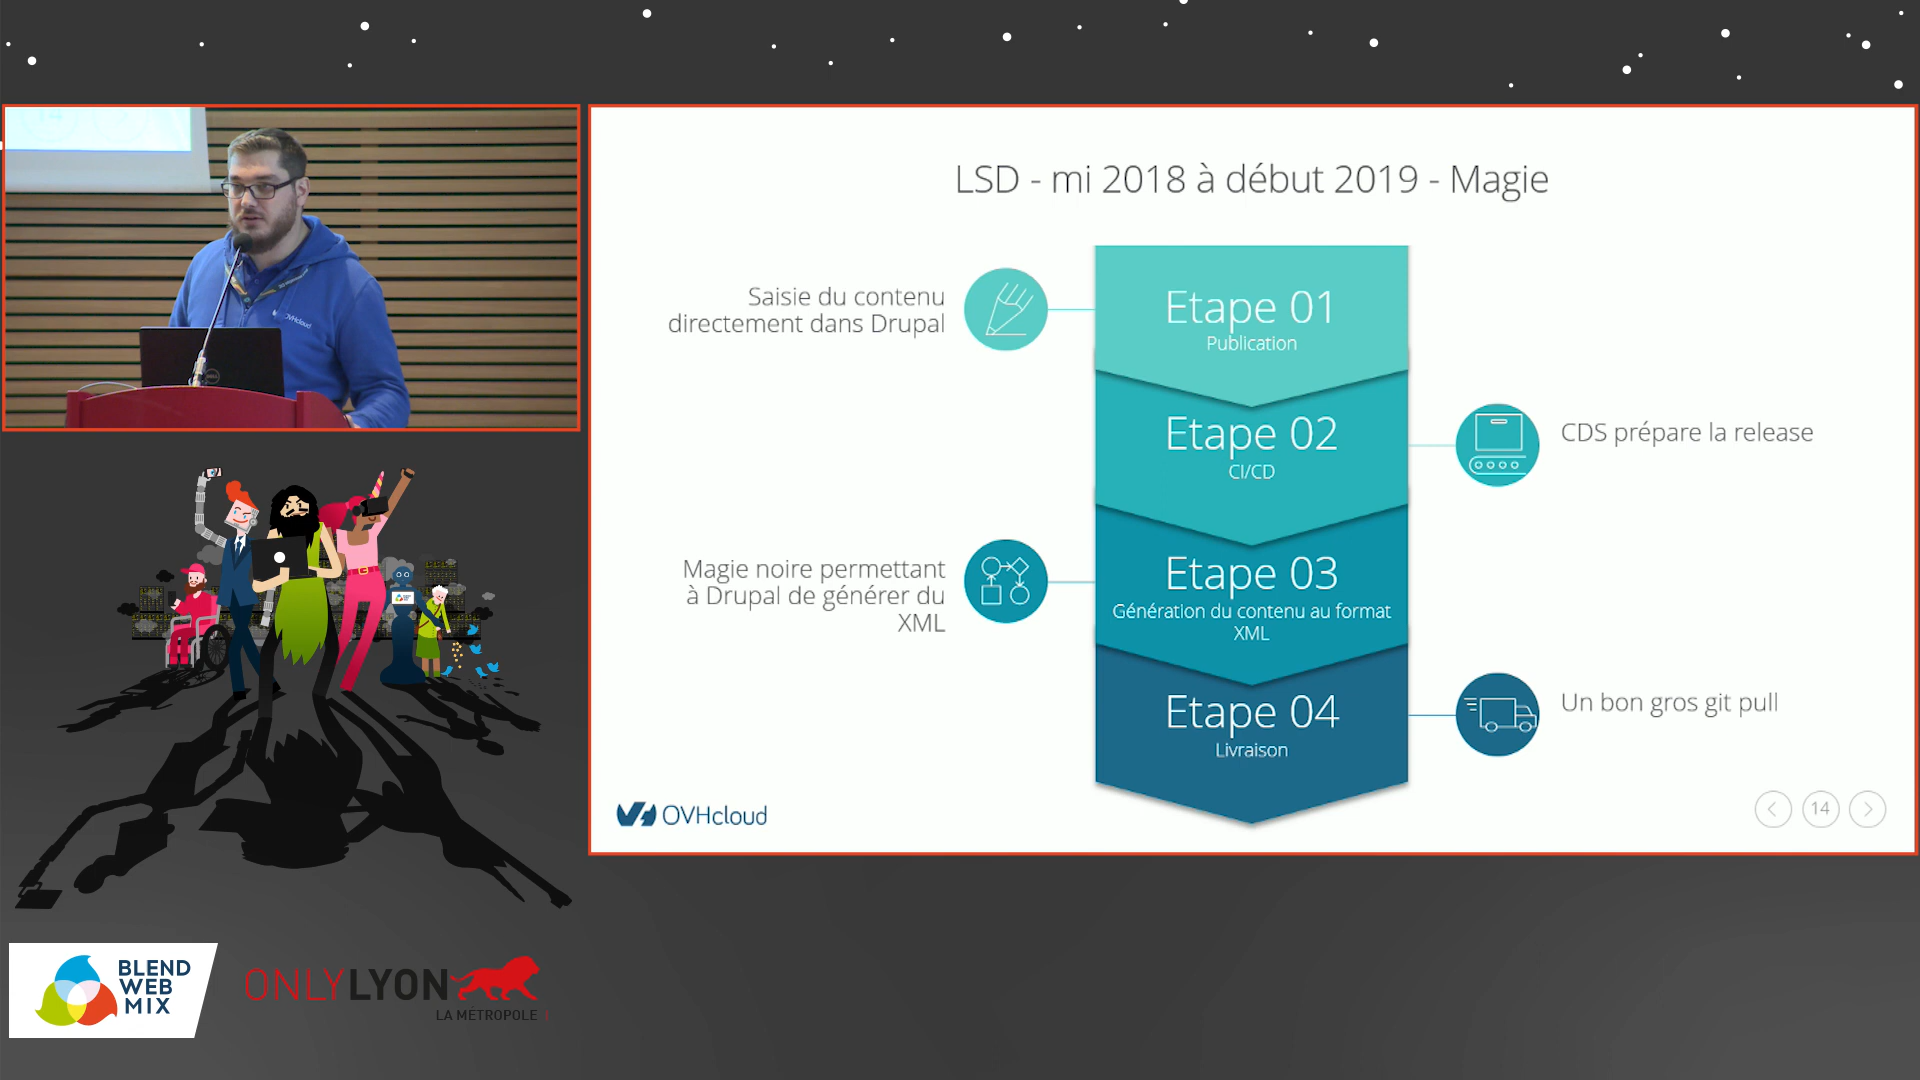 LSD - mi 2018 à début 2019 - Magie
Saisie du contenu
directement dans Drupal
Etape 01
Publication
Etape 02
CI/CD
CDS prépare la release
Magie noire permettant
à Drupal de générer du
XML
Etape 03
Génération du contenu au format
XML
Etape 04
Livraison
Un bon gros git pull
OVHcloud
14
OVHcloud
BLEND
WEB
MIX
ONLYLYON
LA MÉTROPOLE